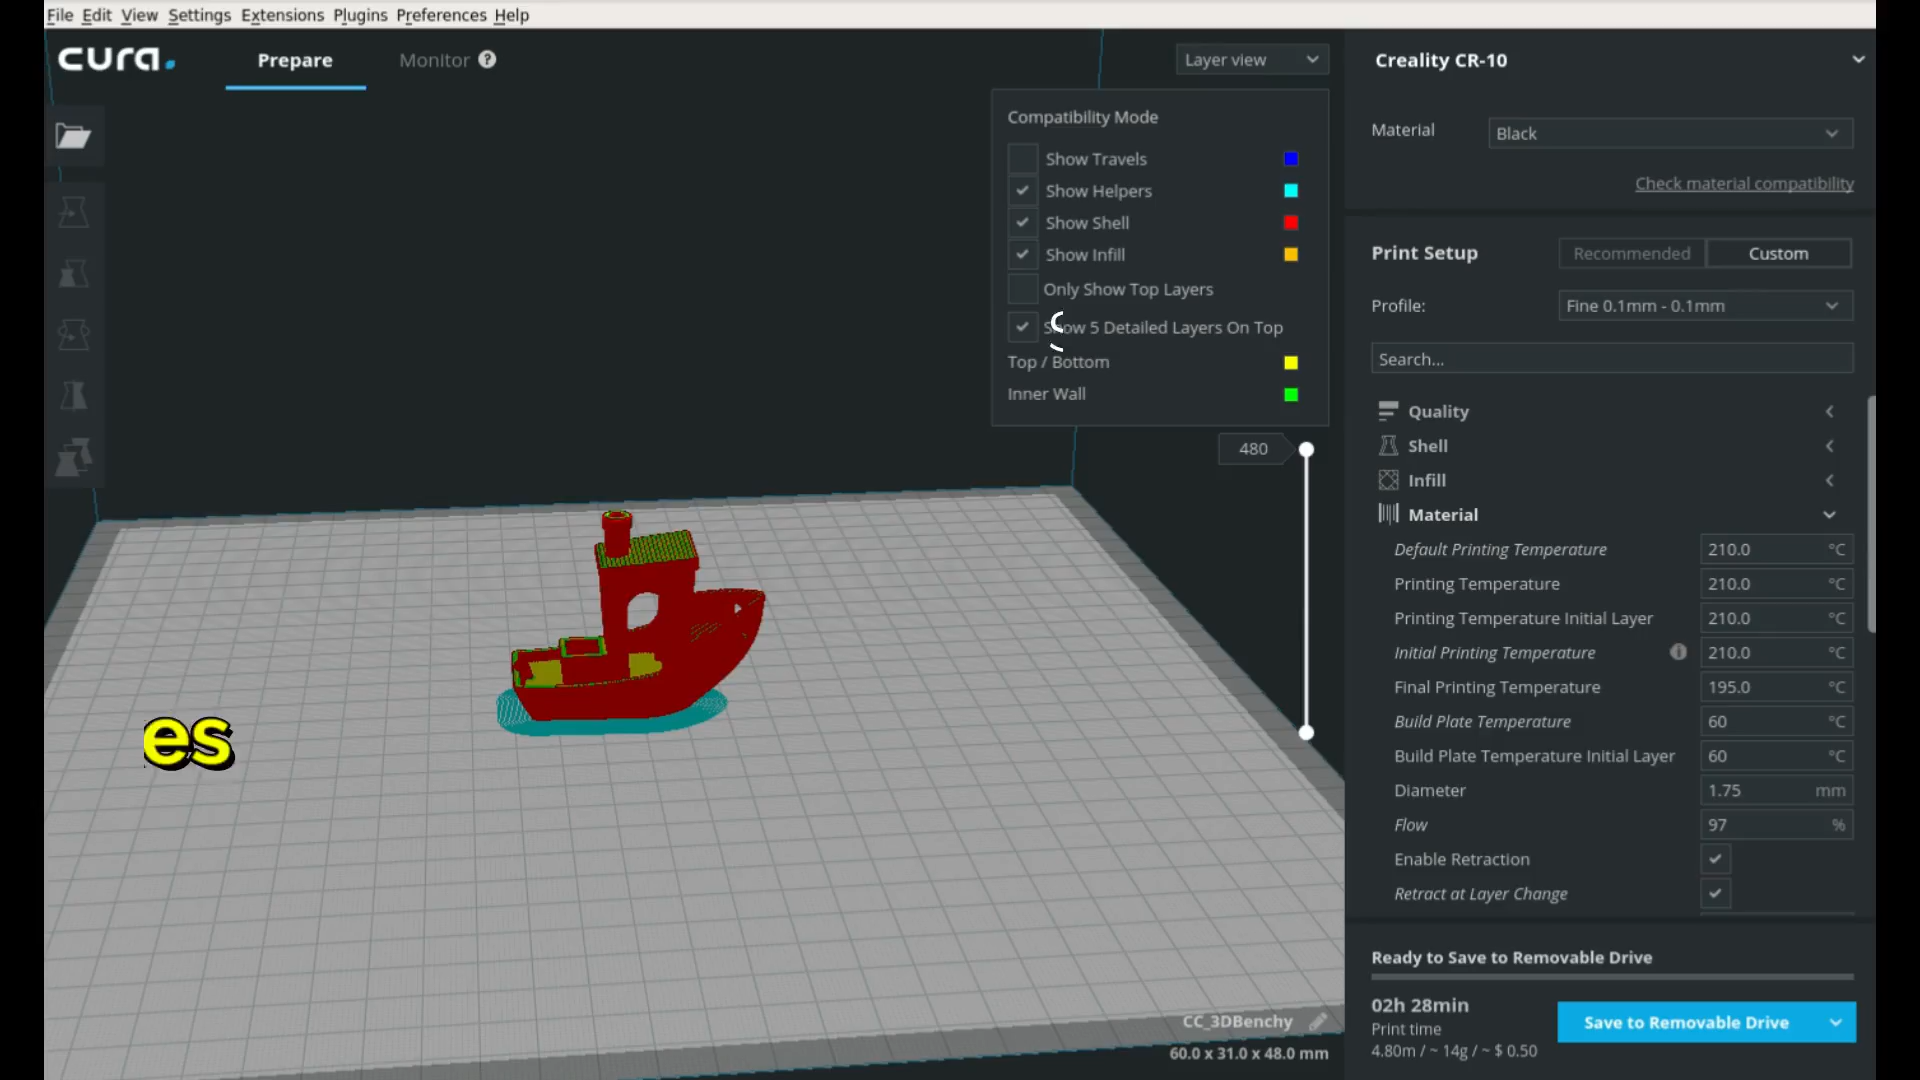 File Edit View Settings Extensions Plugins Preferences Help
cura.
Prepare
Monitor ?
Layer view
Compatibility Mode
Show Travels
Show Helpers
Show Shell
Show Infill
Only Show Top Layers
Show 5 Detailed Layers On Top
Top / Bottom
Inner Wall
480
es
CC_3DBenchy
60.0 x 31.0 x 48.0 mm
Creality CR-10
Material Black
Check material compatibility
Print Setup Recommended Custom
Profile: Fine 0.1mm - 0.1mm
Search...
Quality
Shell
Infill
Material
Default Printing Temperature 210.0 °C
Printing Temperature 210.0 °C
Printing Temperature Initial Layer 210.0 °C
Initial Printing Temperature 210.0 °C
Final Printing Temperature 195.0 °C
Build Plate Temperature 60 °C
Build Plate Temperature Initial Layer 60 °C
Diameter 1.75 mm
Flow 97 %
Enable Retraction
Retract at Layer Change
Ready to Save to Removable Drive
02h 28min
Print time
4.80m / ~ 14g / ~ $ 0.50
Save to Removable Drive